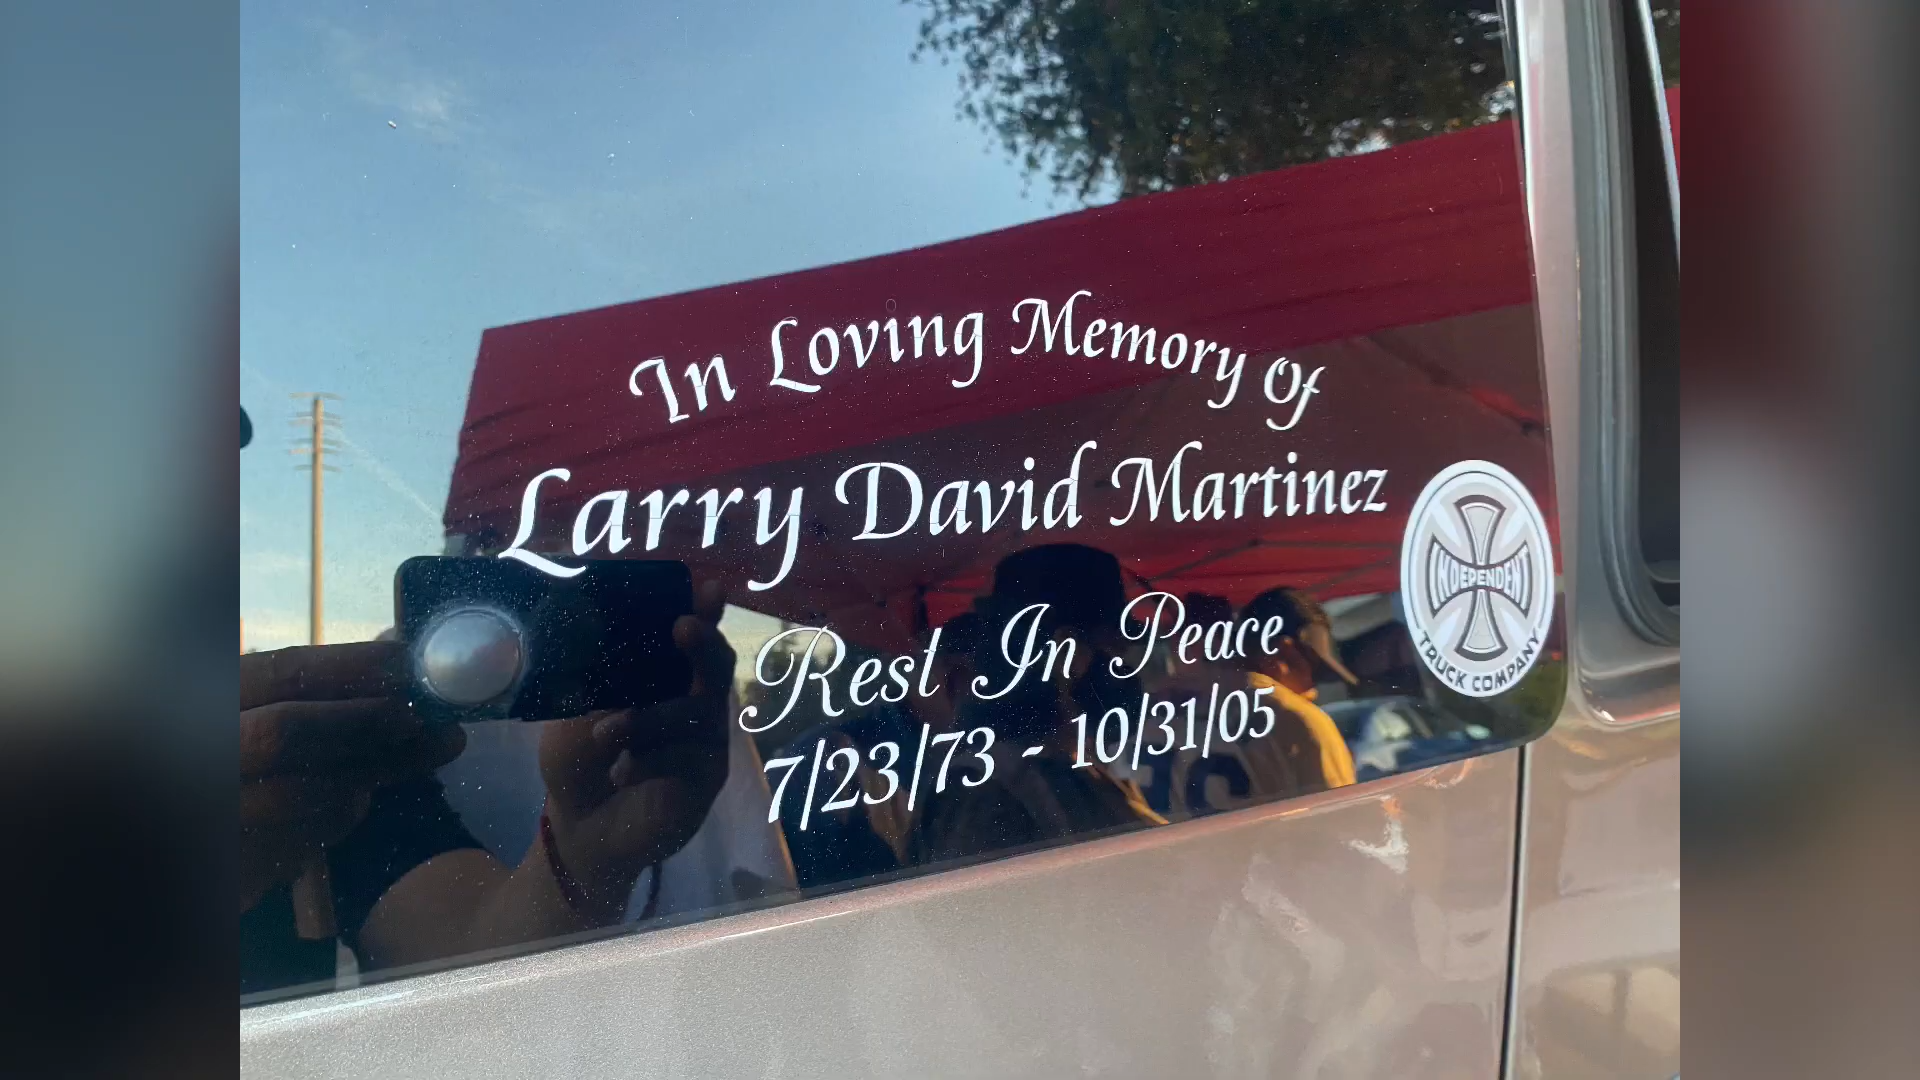 In Loving Memory Of
Larry David Martinez
Rest In Peace
7/23/73 - 10/31/05
INDEPENDENT
TRUCK COMPANY